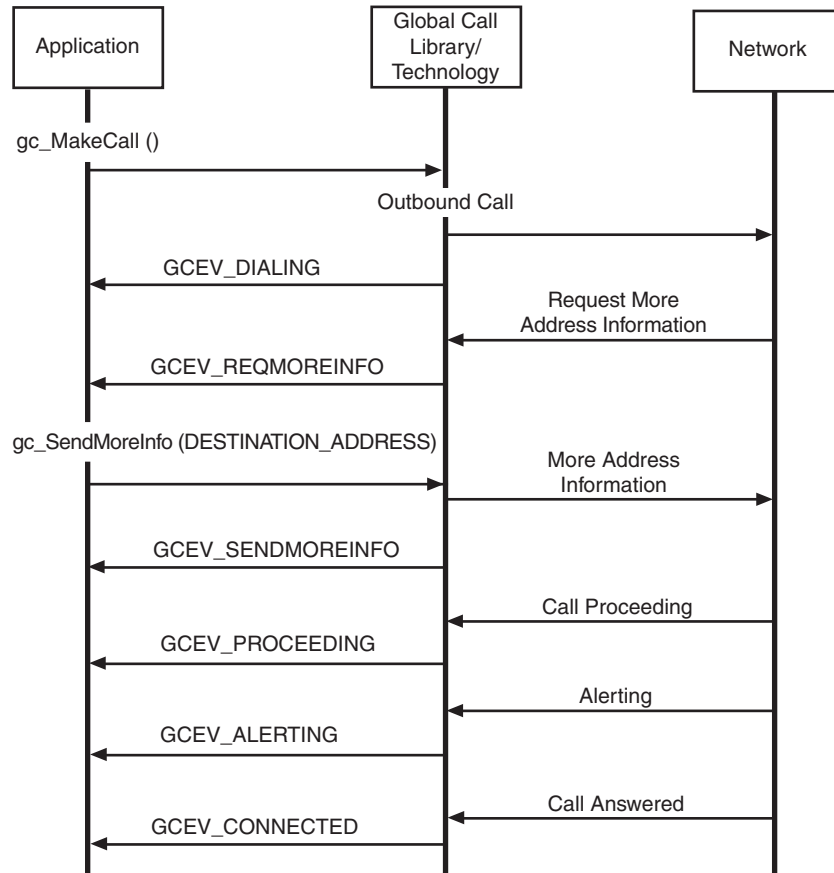 Application
Global Call
Library/
Technology
Network
gc_MakeCall ()
Outbound Call
GCEV_DIALING
Request More
Address Information
GCEV_REQMOREINFO
gc_SendMoreInfo (DESTINATION_ADDRESS)
More Address
Information
GCEV_SENDMOREINFO
Call Proceeding
GCEV_PROCEEDING
Alerting
GCEV_ALERTING
Call Answered
GCEV_CONNECTED